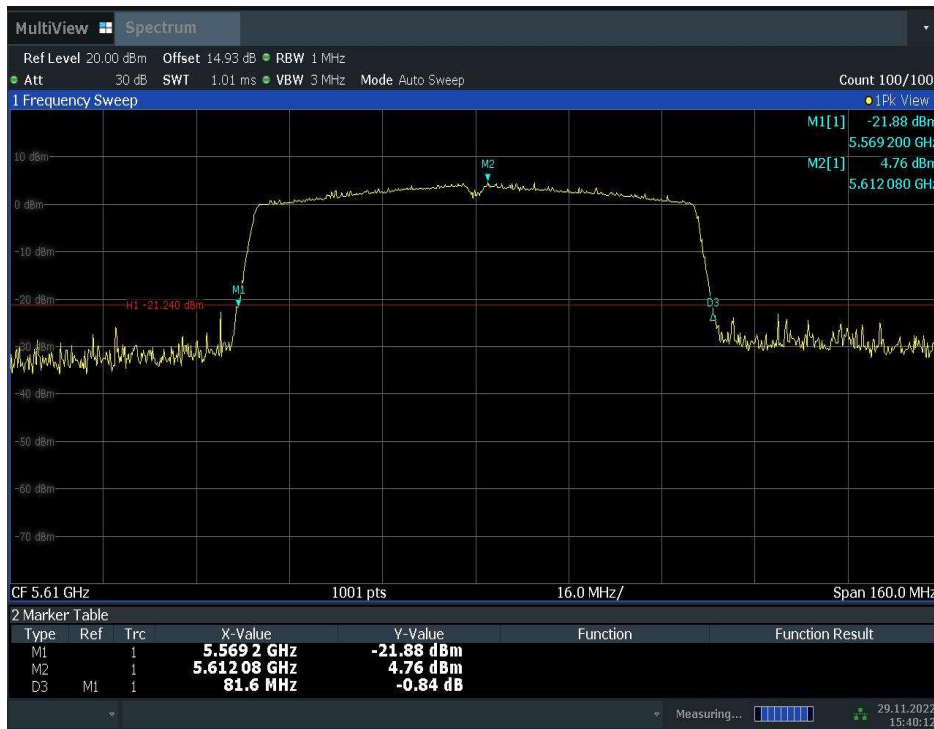 MultiView Spectrum
Ref Level 20.00 dBm Offset 14.93 dB RBW 1 MHz
Att 30 dB SWT 1.01 ms VBW 3 MHz Mode Auto Sweep Count 100/100
1 Frequency Sweep 1Pk View
M1[1] -21.88 dBm
5.569 200 GHz
10 dBm
M2
M2[1] 4.76 dBm
5.612 080 GHz
0 dBm
-10 dBm
M1
-20 dBm
H1 -21.240 dBm
D3
-30 dBm
-40 dBm
-50 dBm
-60 dBm
-70 dBm
CF 5.61 GHz 1001 pts 16.0 MHz/ Span 160.0 MHz
2 Marker Table
Type Ref Trc X-Value Y-Value Function Function Result
M1 1 5.569 2 GHz -21.88 dBm
M2 1 5.612 08 GHz 4.76 dBm
D3 M1 1 81.6 MHz -0.84 dB
Measuring... 29.11.2022
15:40:12